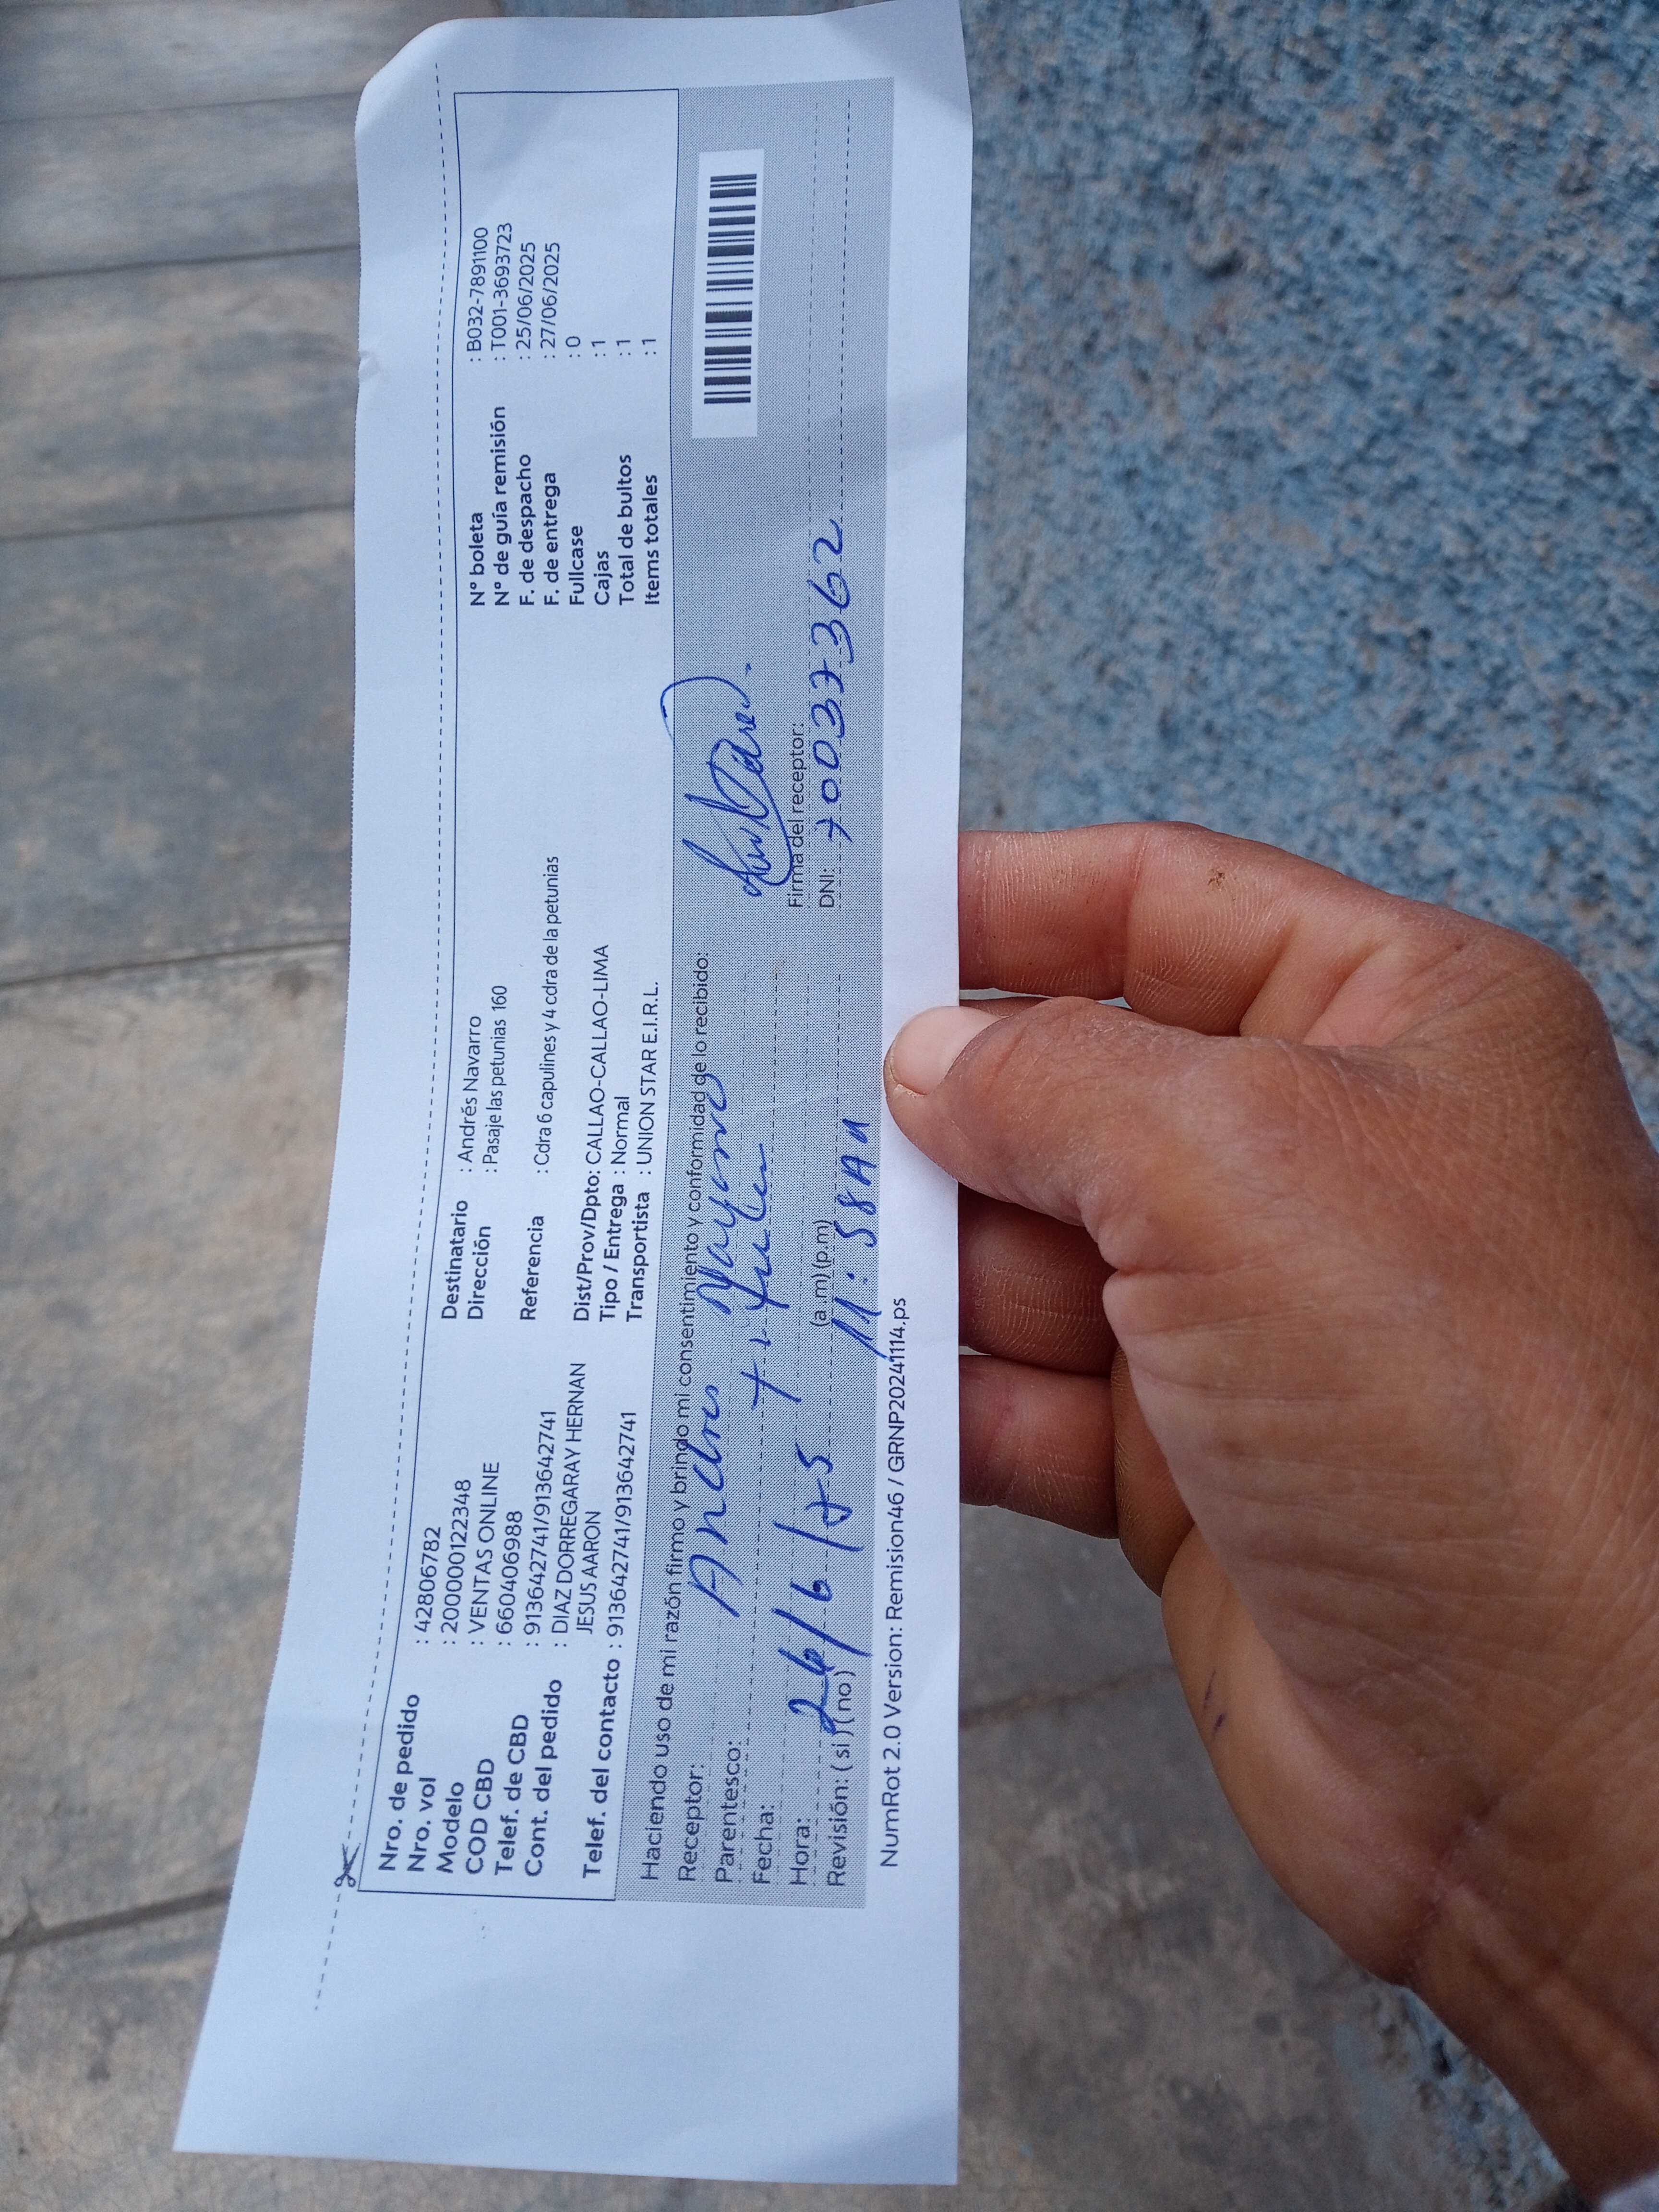 Nro. de pedido : 42806782
Nro. vol : 200000122348
Modelo : VENTAS ONLINE
COD CBD : 660406988
Telef. de CBD : 913642741/913642741
Cont. del pedido : DIAZ DORREGARAY HERNAN
JESUS AARON
Telef. del contacto : 913642741/913642741
Destinatario : Andrés Navarro
Dirección : Pasaje las petunias 160
Referencia : Cdra 6 capulines y 4 cdra de la petunias
Dist/Prov/Dpto: CALLAO-CALLAO-LIMA
Tipo / Entrega : Normal
Transportista : UNION STAR E.I.R.L.
N° boleta : B032-7891100
N° de guía remisión : T001-3693723
F. de despacho : 25/06/2025
F. de entrega : 27/06/2025
Fullcase : 0
Cajas : 1
Total de bultos : 1
Items totales : 1
Haciendo uso de mi razón firmo y brindo mi consentimiento y conformidad de lo recibido:
Receptor: Andres
Parentesco:
Fecha: 26/6/25
Hora: (a .m) (p.m) 11:58
Revisión: ( si ) (no )
Firma del receptor:
DNI: 70037362
NumRot 2.0 Version: Remision46 / GRNP20241114.ps